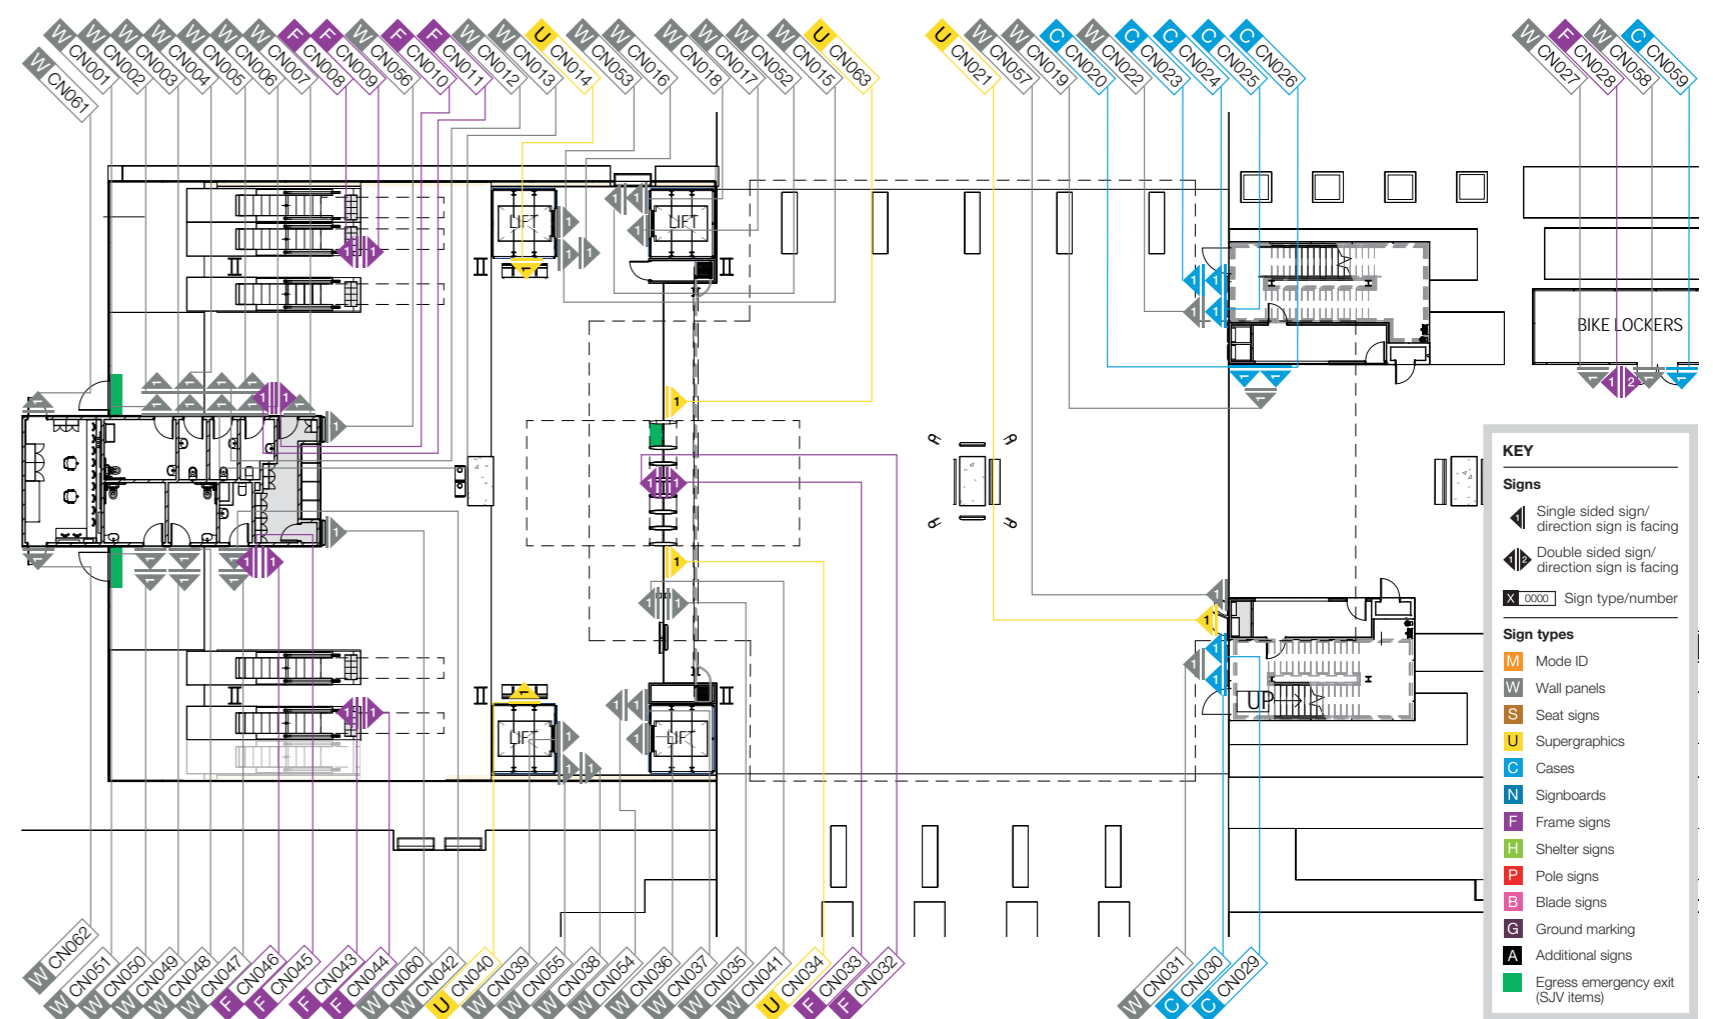 W CN061
W CN001
W CN002
W CN003
W CN004
W CN005
W CN006
W CN007
F CN008
F CN009
W CN056
F CN010
F CN011
W CN012
W CN013
U CN014
W CN053
W CN016
W CN018
W CN017
W CN052
W CN015
U CN063
U CN021
W CN057
W CN019
C CN020
W CN022
C CN023
C CN024
C CN025
C CN026
W CN027
F CN028
W CN058
C CN059
LIFT
LIFT
BIKE LOCKERS
LIFT
LIFT
UP
KEY
Signs
1 Single sided sign/
direction sign is facing
1 2 Double sided sign/
direction sign is facing
X 0000 Sign type/number
Sign types
M Mode ID
W Wall panels
S Seat signs
U Supergraphics
C Cases
N Signboards
F Frame signs
H Shelter signs
P Pole signs
B Blade signs
G Ground marking
A Additional signs
Egress emergency exit
(SJV items)
W CN062
W CN051
W CN050
W CN049
W CN048
W CN047
F CN046
F CN045
F CN043
F CN044
W CN060
W CN042
U CN040
W CN039
W CN055
W CN038
W CN054
W CN036
W CN037
W CN035
W CN041
U CN034
F CN033
F CN032
W CN031
C CN030
C CN029